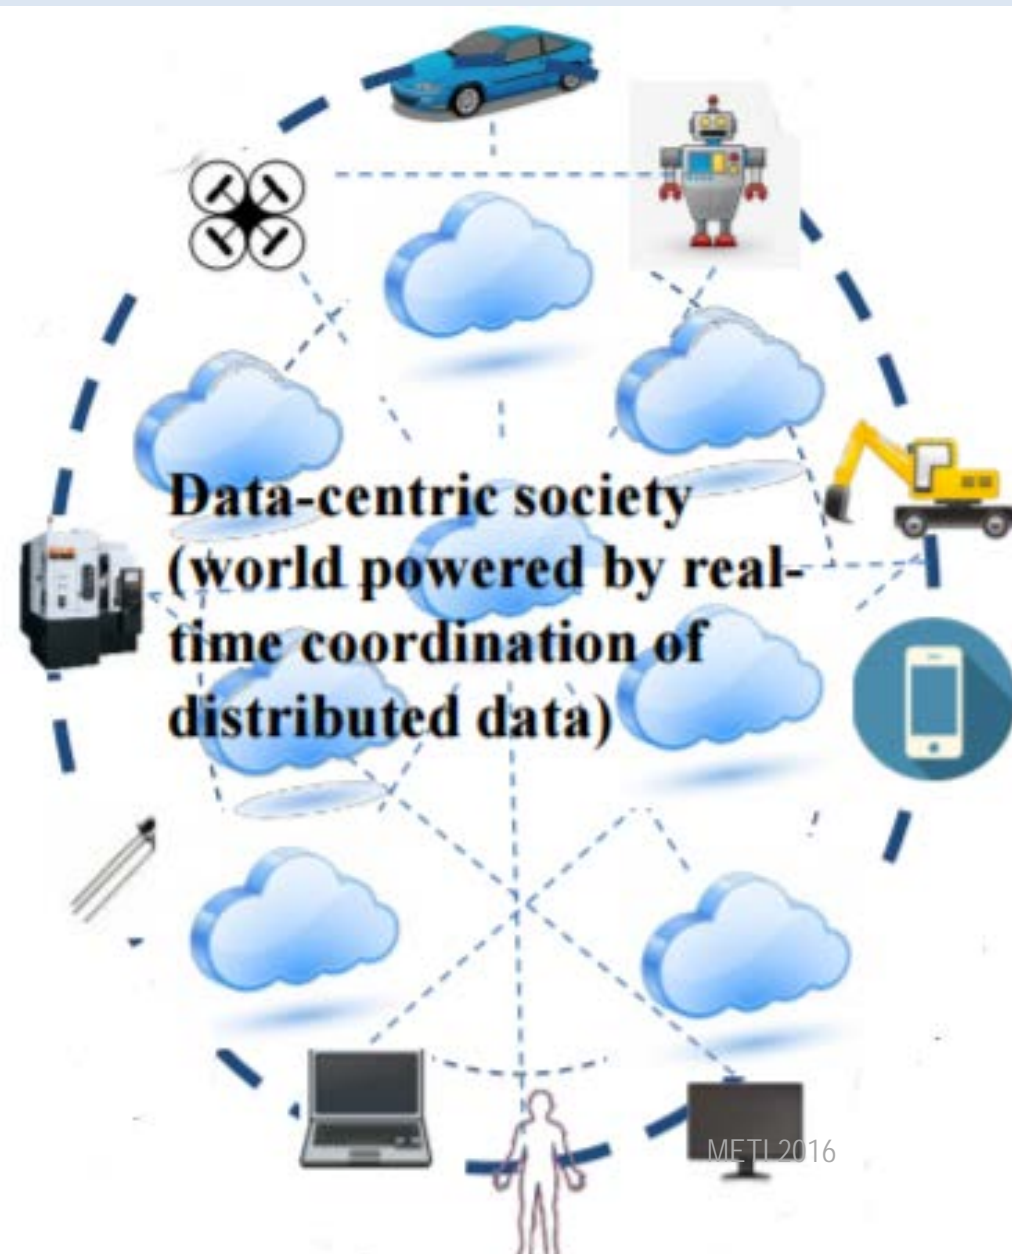 Data-centric society
(world powered by real-
time coordination of
distributed data)
METI 2016